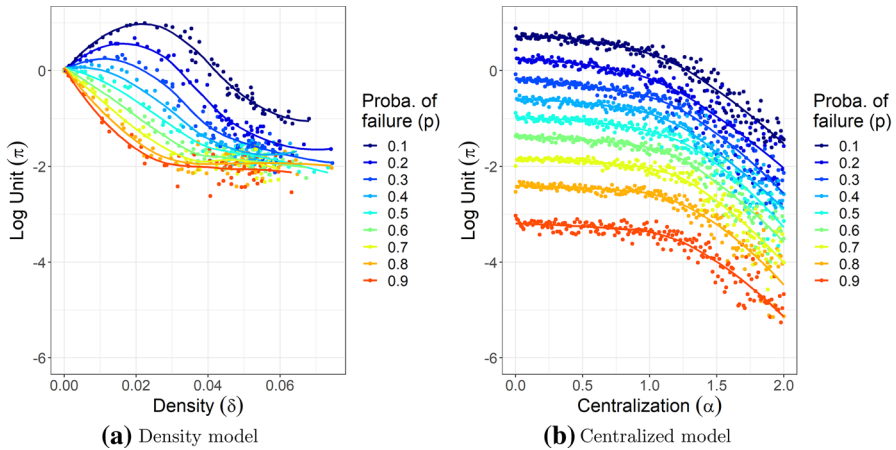 0
-2
-4
-6
Log Unit (π)
0.00 0.02 0.04 0.06
Density (δ)
Proba. of
failure (p)
0.1
0.2
0.3
0.4
0.5
0.6
0.7
0.8
0.9
(a) Density model
0
-2
-4
-6
Log Unit (π)
0.0 0.5 1.0 1.5 2.0
Centralization (α)
Proba. of
failure (p)
0.1
0.2
0.3
0.4
0.5
0.6
0.7
0.8
0.9
(b) Centralized model